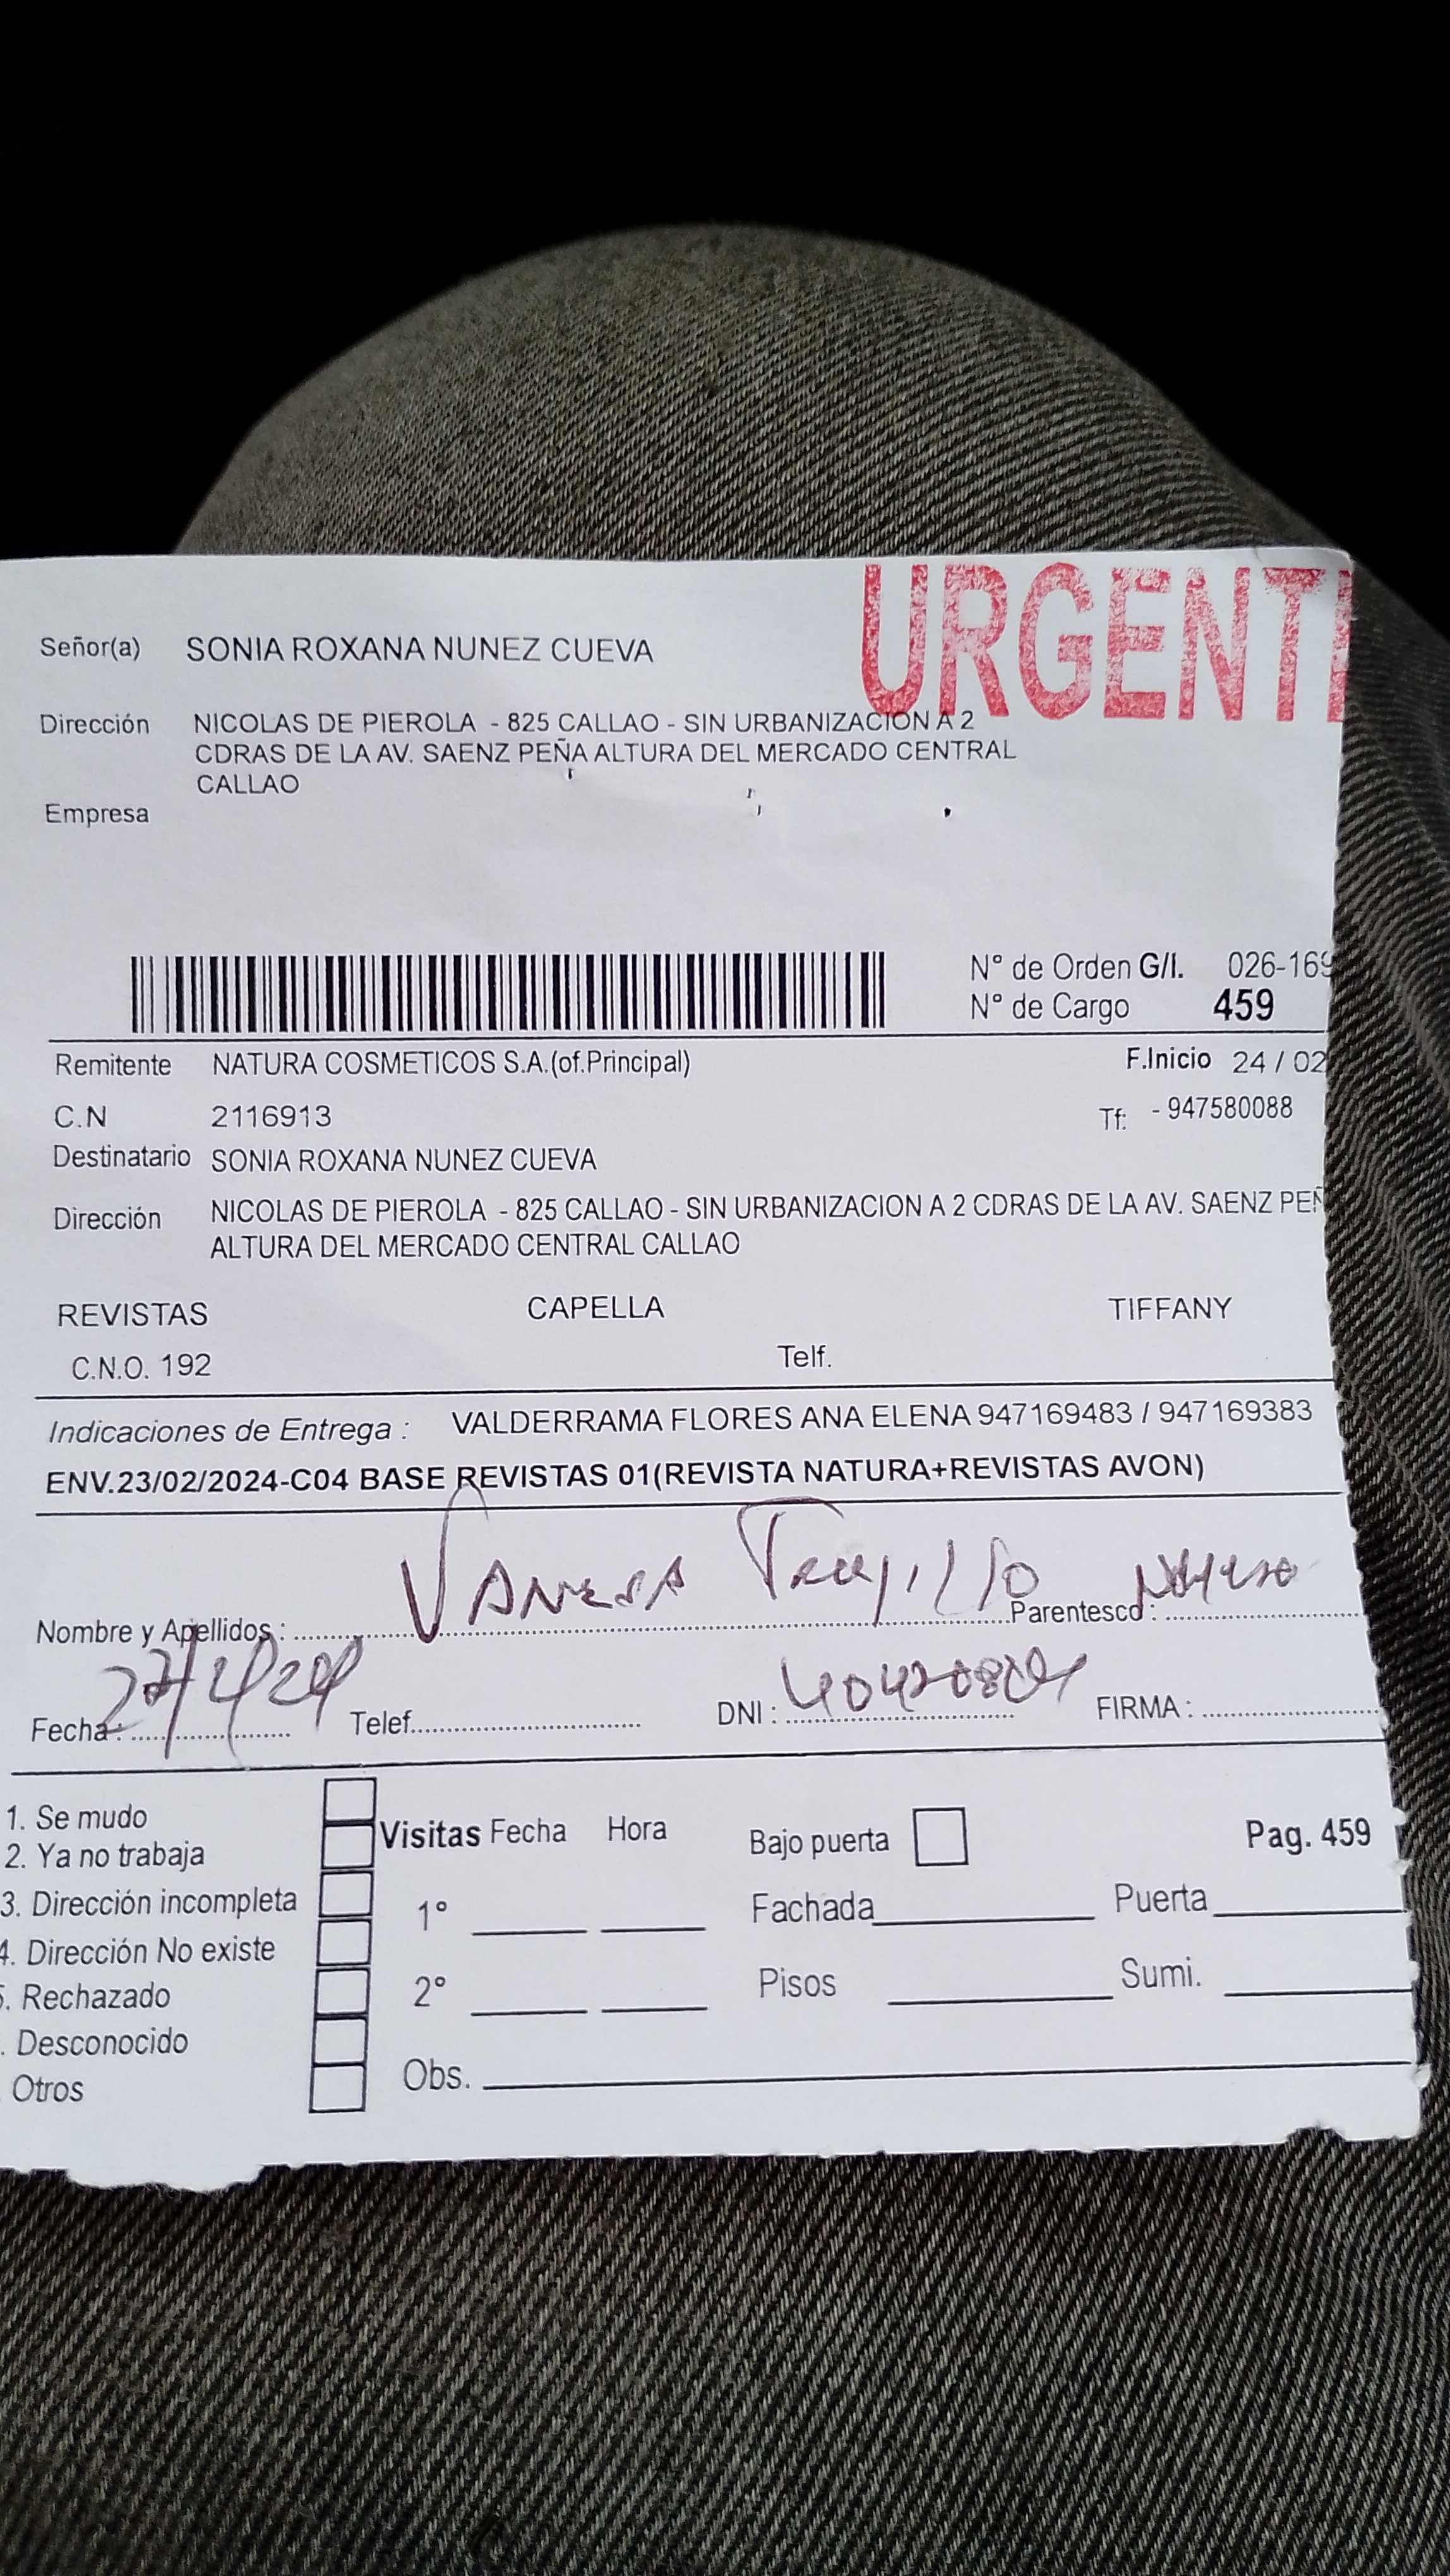 URGENT
Señor(a) SONIA ROXANA NUNEZ CUEVA
Dirección NICOLAS DE PIEROLA - 825 CALLAO - SIN URBANIZACION A 2
CDRAS DE LA AV. SAENZ PEÑA ALTURA DEL MERCADO CENTRAL
CALLAO
Empresa
N° de Orden G/I. 026-169
N° de Cargo 459
Remitente NATURA COSMETICOS S.A.(of.Principal) F.Inicio 24 / 02
C.N 2116913 Tf: - 947580088
Destinatario SONIA ROXANA NUNEZ CUEVA
Dirección NICOLAS DE PIEROLA - 825 CALLAO - SIN URBANIZACION A 2 CDRAS DE LA AV. SAENZ PEÑ
ALTURA DEL MERCADO CENTRAL CALLAO
REVISTAS CAPELLA TIFFANY
C.N.O. 192 Telf.
Indicaciones de Entrega : VALDERRAMA FLORES ANA ELENA 947169483 / 947169383
ENV.23/02/2024-C04 BASE REVISTAS 01(REVISTA NATURA+REVISTAS AVON)
Nombre y Apellidos : VANESA Trujillo Parentesco :
Fecha : Telef. DNI : FIRMA :
1. Se mudo
2. Ya no trabaja Visitas Fecha Hora Bajo puerta Pag. 459
3. Dirección incompleta 1° Fachada Puerta
4. Dirección No existe
. Rechazado 2° Pisos Sumi.
. Desconocido
Otros Obs.